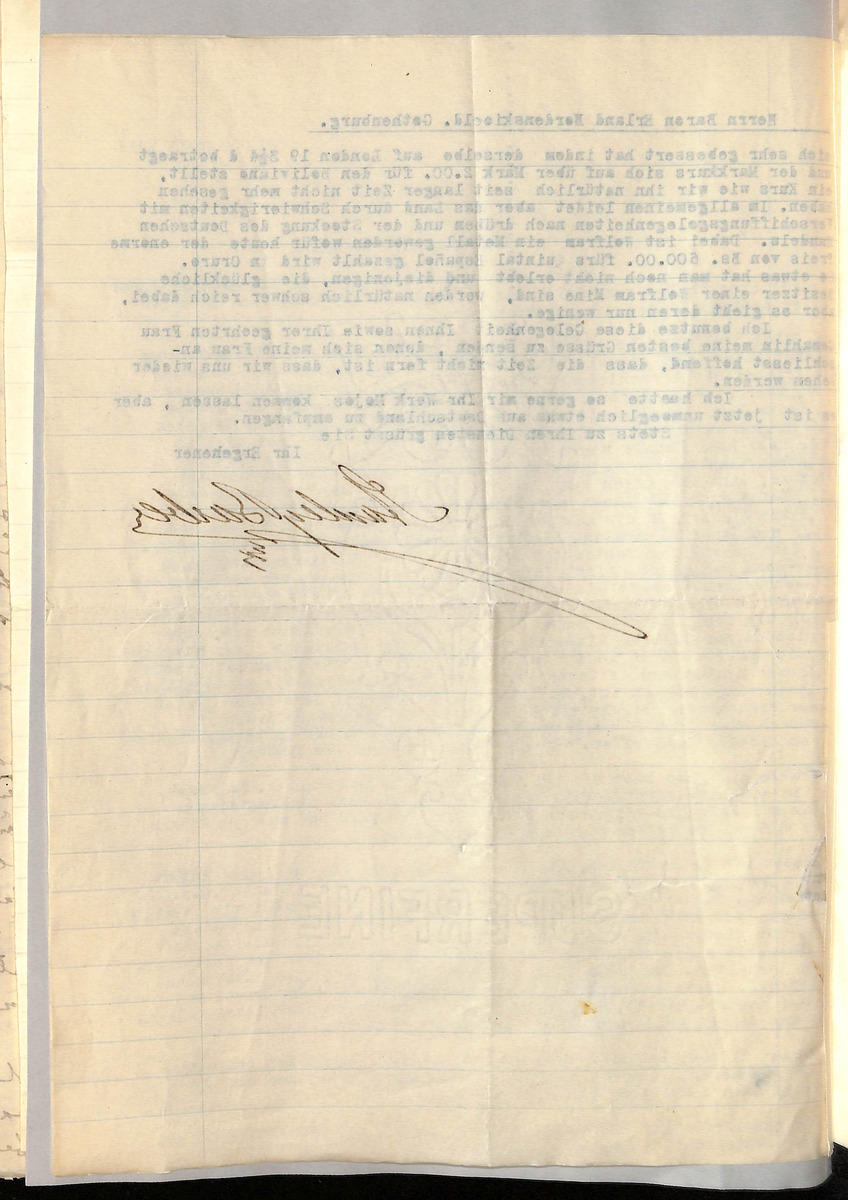 Herrn Baron Erland Nordenskioeld. Gothenburg.
sich sehr gebessert hat indem derselbe auf London 19 3¼d d betraegt
und der Markkurs sich auf über Mark 2.00. für den Boliviano stellt,
ein Kurs wie wir ihn natürlich seit langer Zeit nicht mehr gesehen
haben. Im allgemeinen leidet aber das Land durch Schwierigkeiten mit
Verschiffungsgelegenheiten nach drüben und der Stockung des Deutschen
Handels. Dabei ist Wolfram ein Metall geworden wofür heute der enorme
Preis von Bs. 600.00. fürs Quintal Español gezahlt wird in Oruro.
So etwas hat man noch nicht erlebt und diejenigen, die glückliche
Besitzer einer Wolfram Mine sind, werden natürlich schwer reich dabei,
aber es giebt deren nur wenige.
Ich benutze diese Gelegenheit Ihnen sowie Ihrer geehrten Frau
Gemahlin meine besten Grüsse zu senden, denen sich meine Frau an-
schliesst hoffend, dass die Zeit nicht fern ist, dass wir uns wieder
sehen werden.
Ich haette so gerne mir Ihr Werk Mojos kommen lassen, aber
es ist jetzt unmoeglich etwas aus Deutschland zu empfangen.
Stets zu Ihren Diensten grüsst Sie
Ihr Ergebener
SUPERFINE